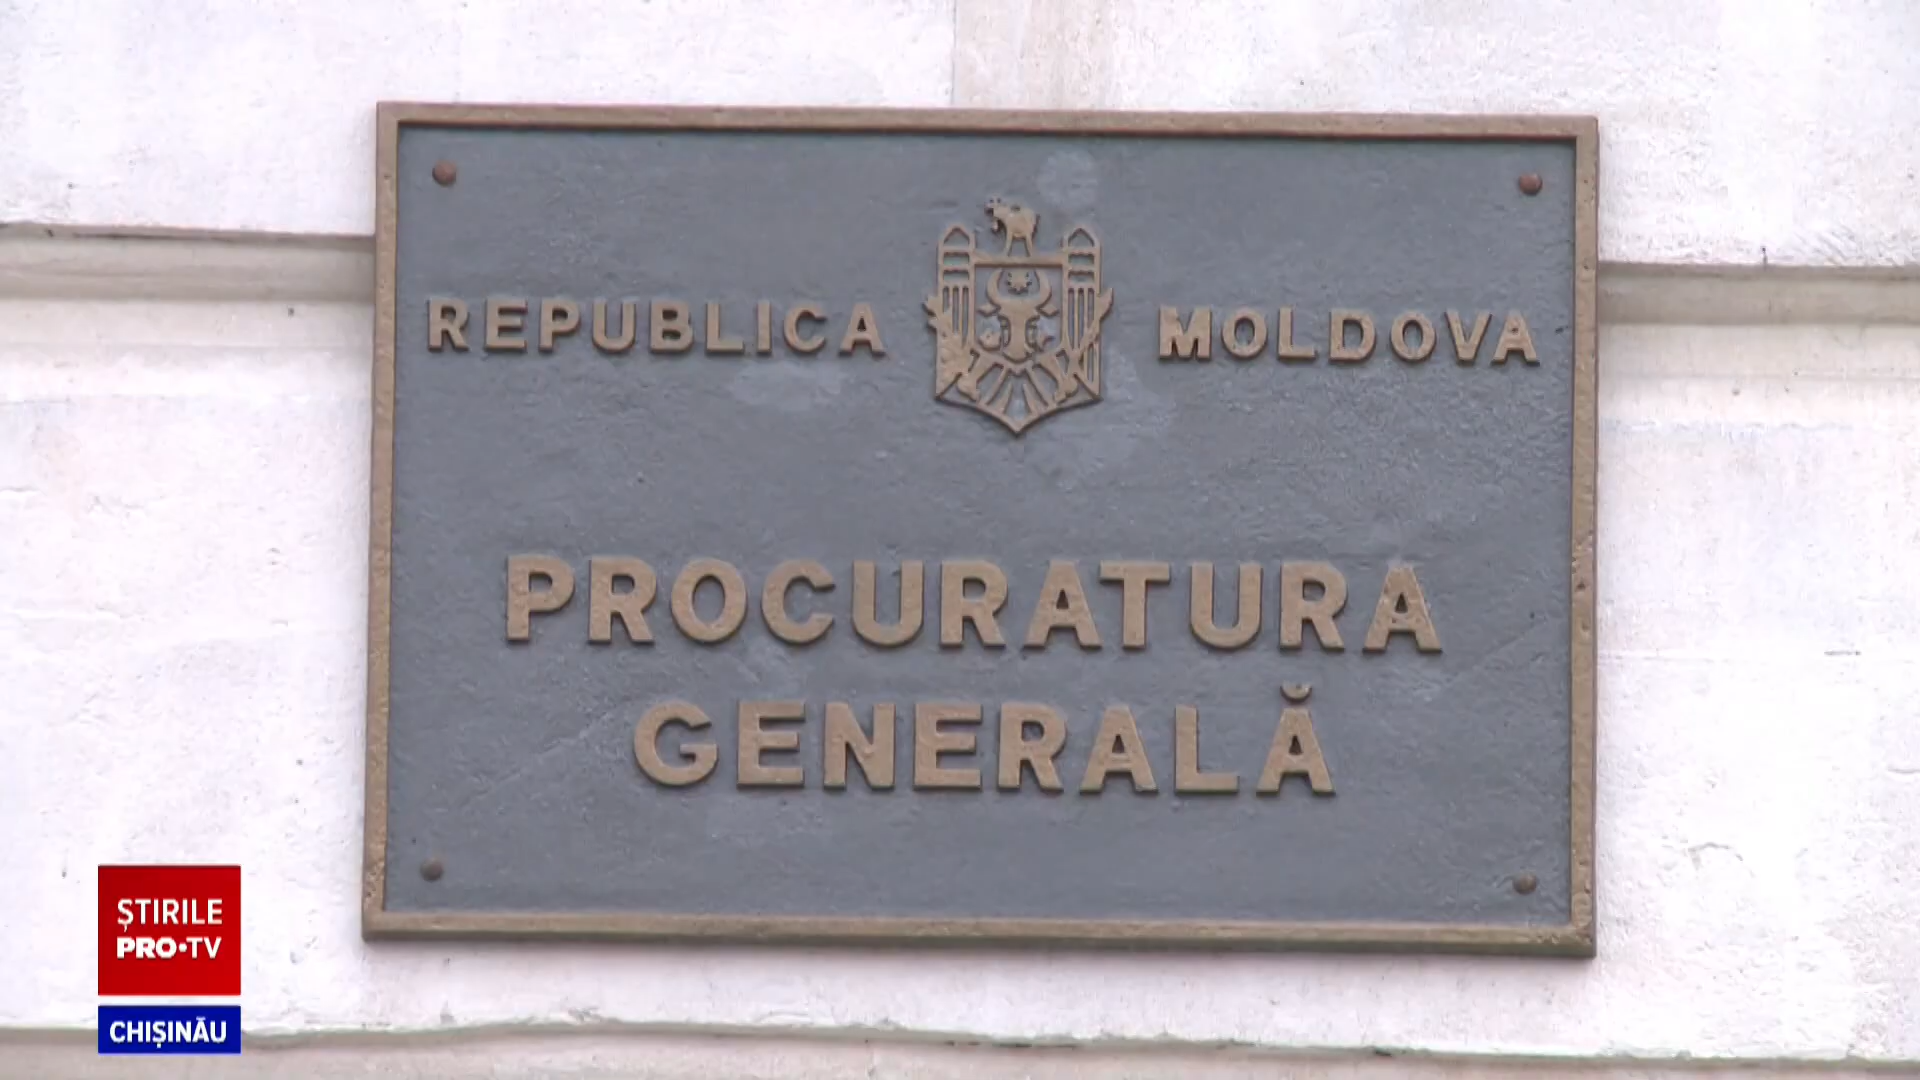 REPUBLICA MOLDOVA
PROCURATURA
GENERALĂ
ȘTIRILE
PRO•TV
CHIȘINĂU